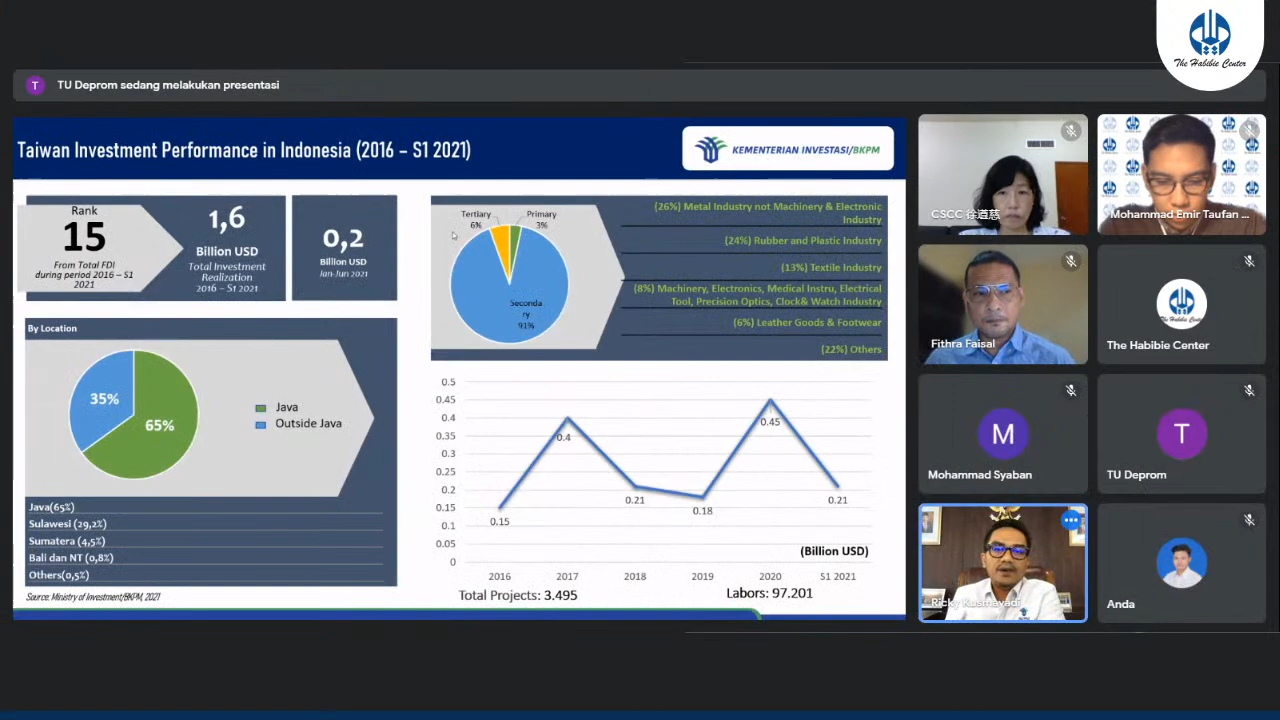 The Habibie Center
T
TU Deprom sedang melakukan presentasi
Taiwan Investment Performance in Indonesia (2016 – S1 2021)
KEMENTERIAN INVESTASI/BKPM
Rank
15
From Total FDI
during period 2016 – S1
2021
1,6
Billion USD
Total Investment
Realization
2016 – S1 2021
0,2
Billion USD
Jan-Jun 2021
Tertiary
6%
Primary
3%
Seconda
ry
91%
(26%) Metal Industry not Machinery & Electronic
Industry
(24%) Rubber and Plastic Industry
(13%) Textile Industry
(8%) Machinery, Electronics, Medical Instru, Electrical
Tool, Precision Optics, Clock& Watch Industry
(6%) Leather Goods & Footwear
(22%) Others
By Location
35%
65%
Java
Outside Java
Java(65%)
Sulawesi (29,2%)
Sumatera (4,5%)
Bali dan NT (0,8%)
Others(0,5%)
Source: Ministry of Investment/BKPM, 2021
0.5
0.45
0.4
0.35
0.3
0.25
0.2
0.15
0.1
0.05
0
0.15
0.4
0.21
0.18
0.45
0.21
(Billion USD)
2016 2017 2018 2019 2020 S1 2021
Total Projects: 3.495
Labors: 97.201
CSCC 徐遵慈
Mohammad Emir Taufan ...
Fithra Faisal
The Habibie Center
The Habibie Center
M
Mohammad Syaban
T
TU Deprom
Ricky Kusmayadi
Anda